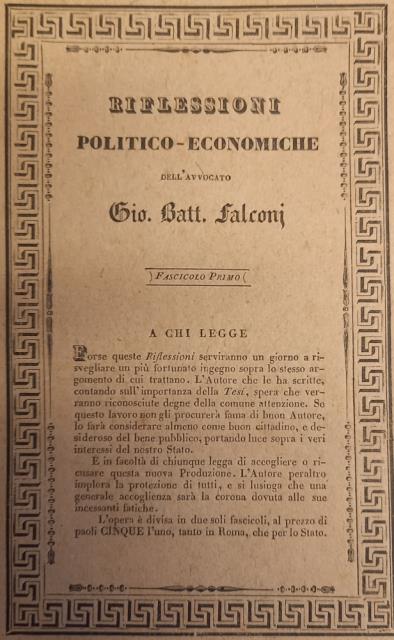 RIFLESSIONI
POLITICO-ECONOMICHE
DELL'AVVOCATO
Gio. Batt. Falconj
FASCICOLO PRIMO
A CHI LEGGE
Forse queste Riflessioni serviranno un giorno a ri-
svegliare un più fortunato ingegno sopra lo stesso ar-
gomento di cui trattano. L'Autore che le ha scritte,
contando sull'importanza della Tesi, spera che ver-
ranno riconosciute degne della comune attenzione. Se
questo lavoro non gli procurerà fama di buon Autore,
lo farà considerare almeno come buon cittadino, e de-
sideroso del bene pubblico, portando luce sopra i veri
interessi del nostro Stato.
E in facoltà di chiunque legga di accogliere o ri-
cusare questa nuova Produzione. L'Autore peraltro
implora la protezione di tutti, e si lusinga che una
generale accoglienza sarà la corona dovuta alle sue
incessanti fatiche.
L'opera è divisa in due soli fascicoli, al prezzo di
paoli CINQUE l'uno, tanto in Roma, che per lo Stato.